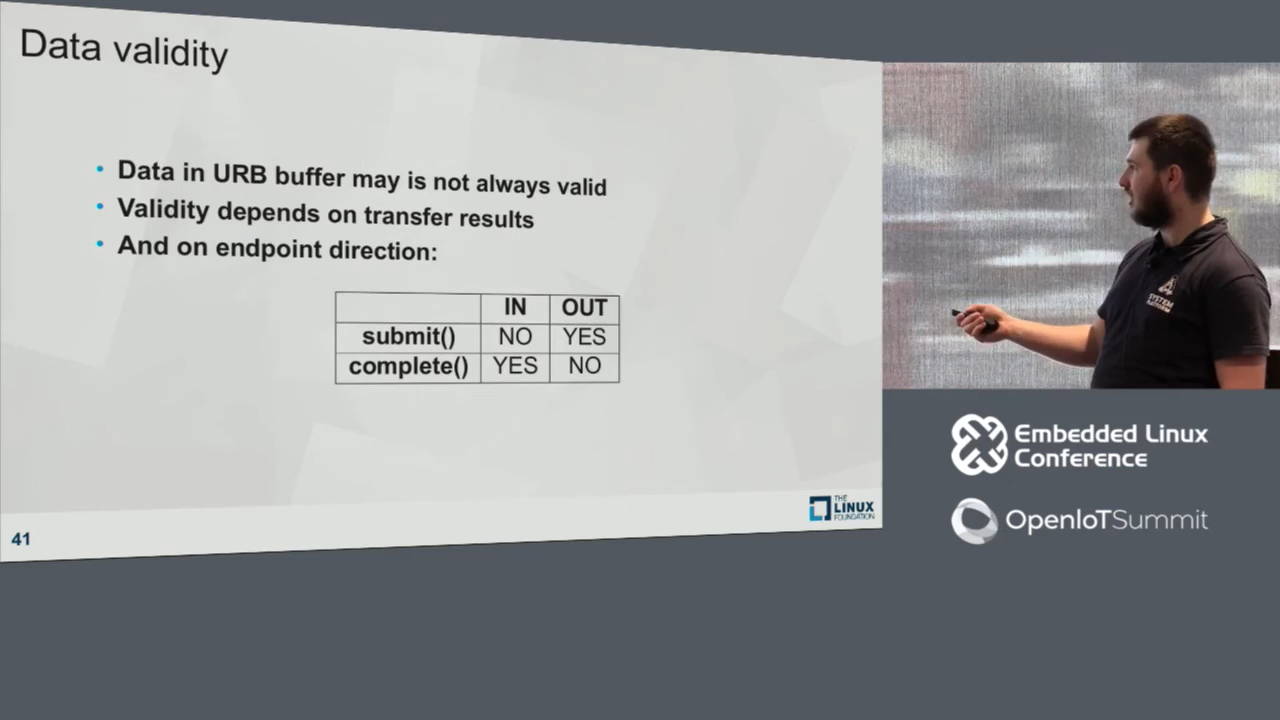 Data validity
• Data in URB buffer may is not always valid
• Validity depends on transfer results
• And on endpoint direction:
IN OUT
submit() NO YES
complete() YES NO
THE
LINUX
FOUNDATION
41
SYSTEM
Embedded Linux
Conference
OpenIoTSummit